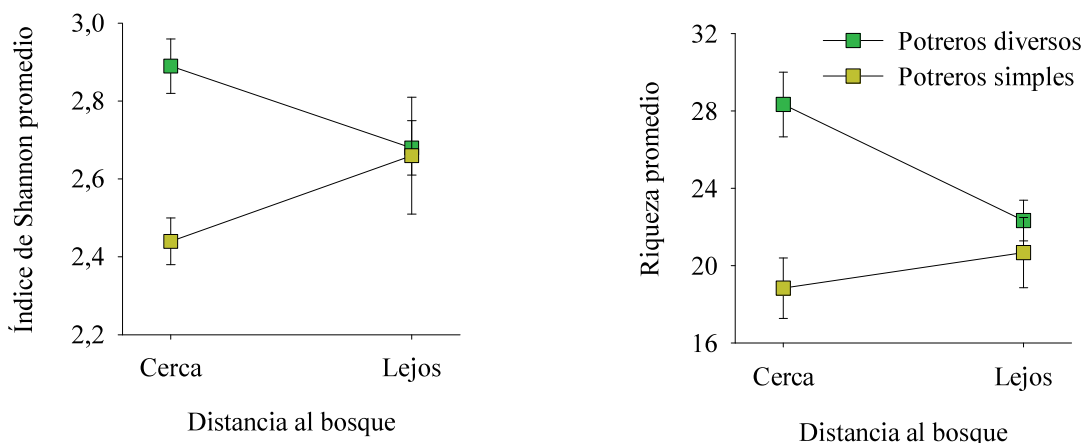 Índice de Shannon promedio
3,0
2,8
2,6
2,4
2,2
Cerca
Lejos
Distancia al bosque
Riqueza promedio
32
28
24
20
16
Potreros diversos
Potreros simples
Cerca
Lejos
Distancia al bosque